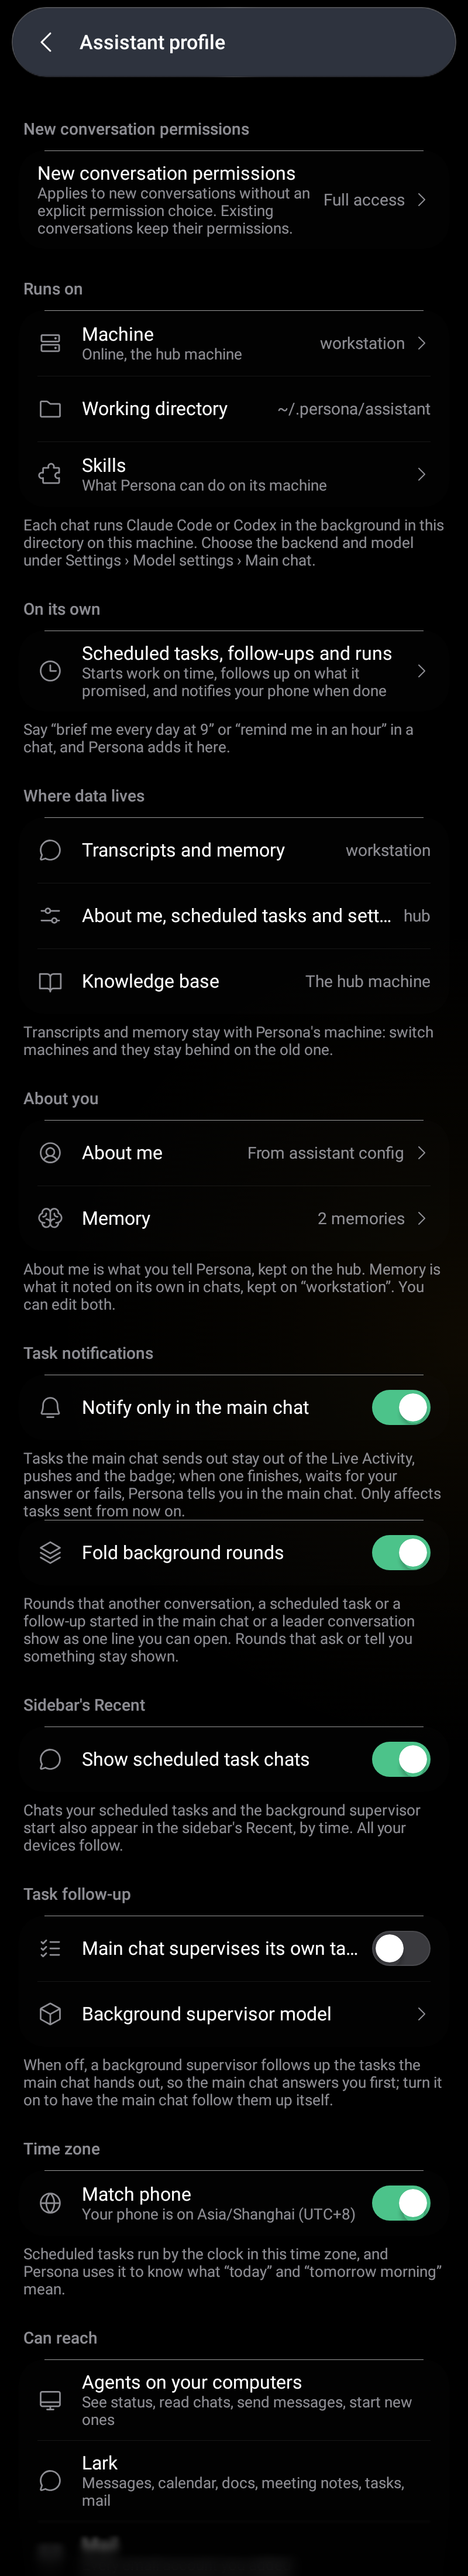 Assistant profile
New conversation permissions
New conversation permissions
Applies to new conversations without an
explicit permission choice. Existing
conversations keep their permissions.
Full access
Runs on
Machine
Online, the hub machine
workstation
Working directory
~/.persona/assistant
Skills
What Persona can do on its machine
Each chat runs Claude Code or Codex in the background in this
directory on this machine. Choose the backend and model
under Settings › Model settings › Main chat.
On its own
Scheduled tasks, follow-ups and runs
Starts work on time, follows up on what it
promised, and notifies your phone when done
Say “brief me every day at 9” or “remind me in an hour” in a
chat, and Persona adds it here.
Where data lives
Transcripts and memory
workstation
About me, scheduled tasks and sett...
hub
Knowledge base
The hub machine
Transcripts and memory stay with Persona's machine: switch
machines and they stay behind on the old one.
About you
About me
From assistant config
Memory
2 memories
About me is what you tell Persona, kept on the hub. Memory is
what it noted on its own in chats, kept on “workstation”. You
can edit both.
Task notifications
Notify only in the main chat
Tasks the main chat sends out stay out of the Live Activity,
pushes and the badge; when one finishes, waits for your
answer or fails, Persona tells you in the main chat. Only affects
tasks sent from now on.
Fold background rounds
Rounds that another conversation, a scheduled task or a
follow-up started in the main chat or a leader conversation
show as one line you can open. Rounds that ask or tell you
something stay shown.
Sidebar's Recent
Show scheduled task chats
Chats your scheduled tasks and the background supervisor
start also appear in the sidebar's Recent, by time. All your
devices follow.
Task follow-up
Main chat supervises its own ta...
Background supervisor model
When off, a background supervisor follows up the tasks the
main chat hands out, so the main chat answers you first; turn it
on to have the main chat follow them up itself.
Time zone
Match phone
Your phone is on Asia/Shanghai (UTC+8)
Scheduled tasks run by the clock in this time zone, and
Persona uses it to know what “today” and “tomorrow morning”
mean.
Can reach
Agents on your computers
See status, read chats, send messages, start new
ones
Lark
Messages, calendar, docs, meeting notes, tasks,
mail
Mail